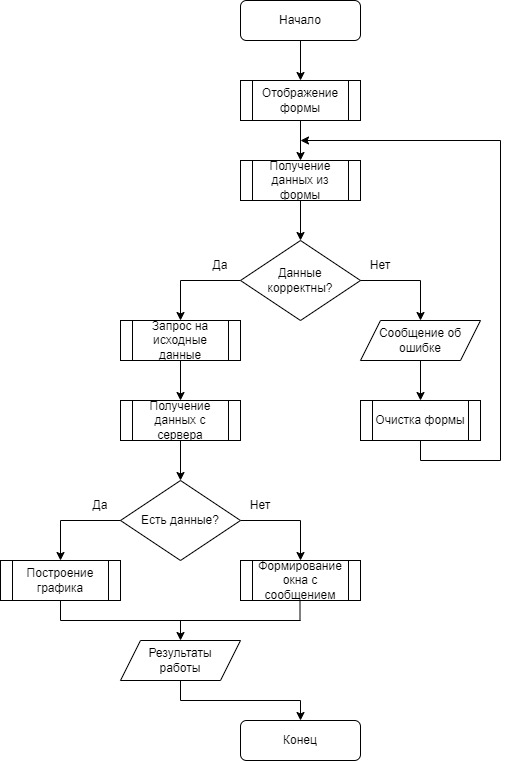 Начало
Отображение
формы
Получение
данных из
формы
Данные
корректны?
Да
Нет
Запрос на
исходные
данные
Сообщение об
ошибке
Получение
данных с
сервера
Очистка формы
Есть данные?
Да
Нет
Построение
графика
Формирование
окна с
сообщением
Результаты
работы
Конец